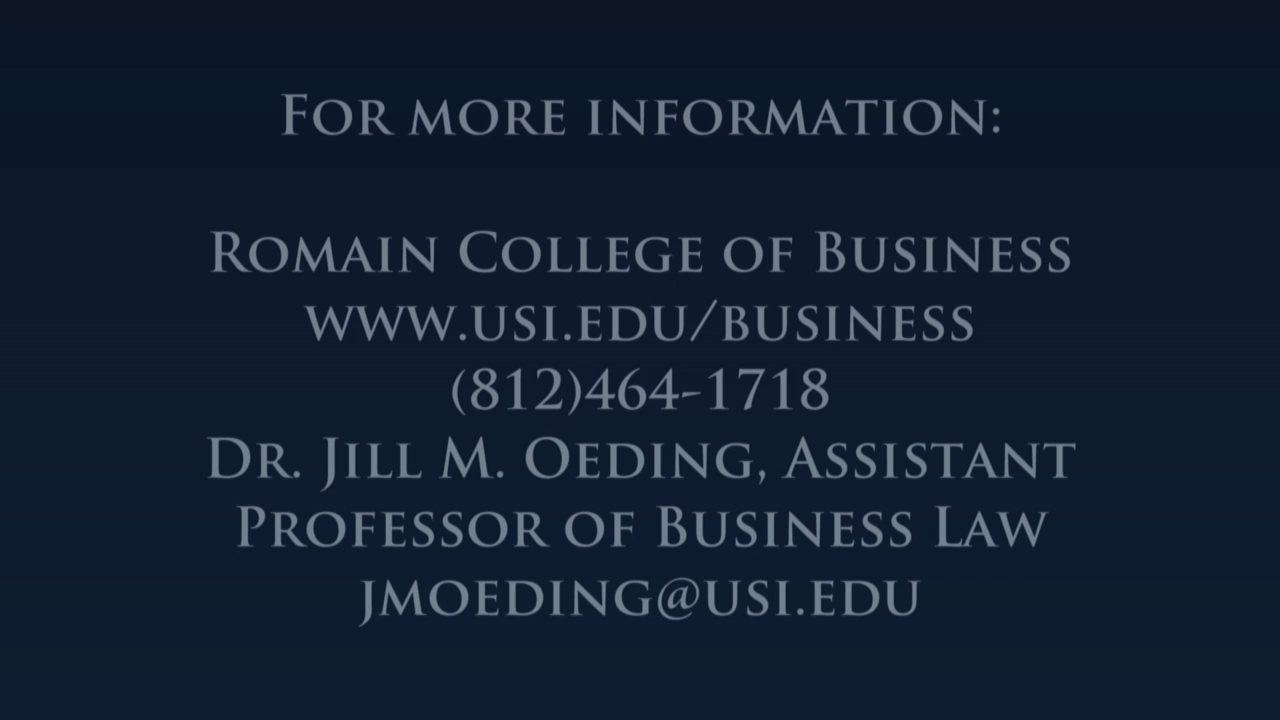 For more information:
Romain College of Business
www.usi.edu/business
(812)464-1718
Dr. Jill M. Oeding, Assistant
Professor of Business Law
jmoeding@usi.edu